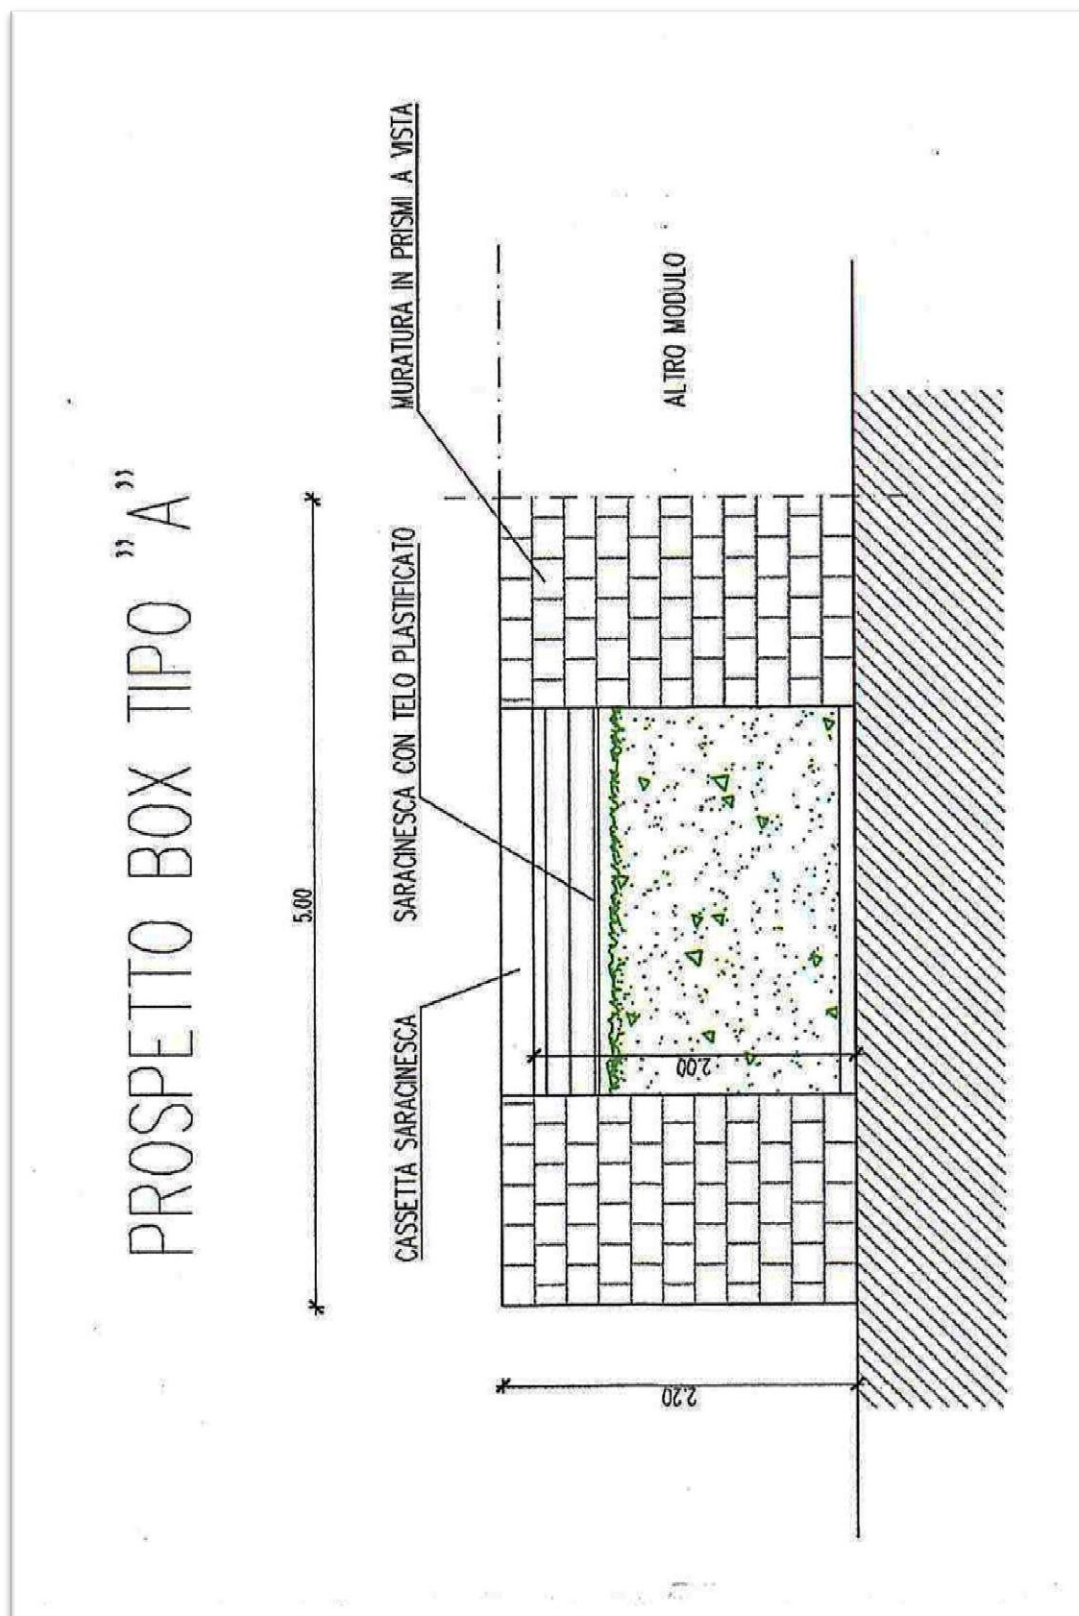 PROSPETTO BOX TIPO "A"
5.00
CASSETTA SARACINESCA
SARACINESCA CON TELO PLASTIFICATO
MURATURA IN PRISMI A VISTA
2.20
2.00
ALTRO MODULO